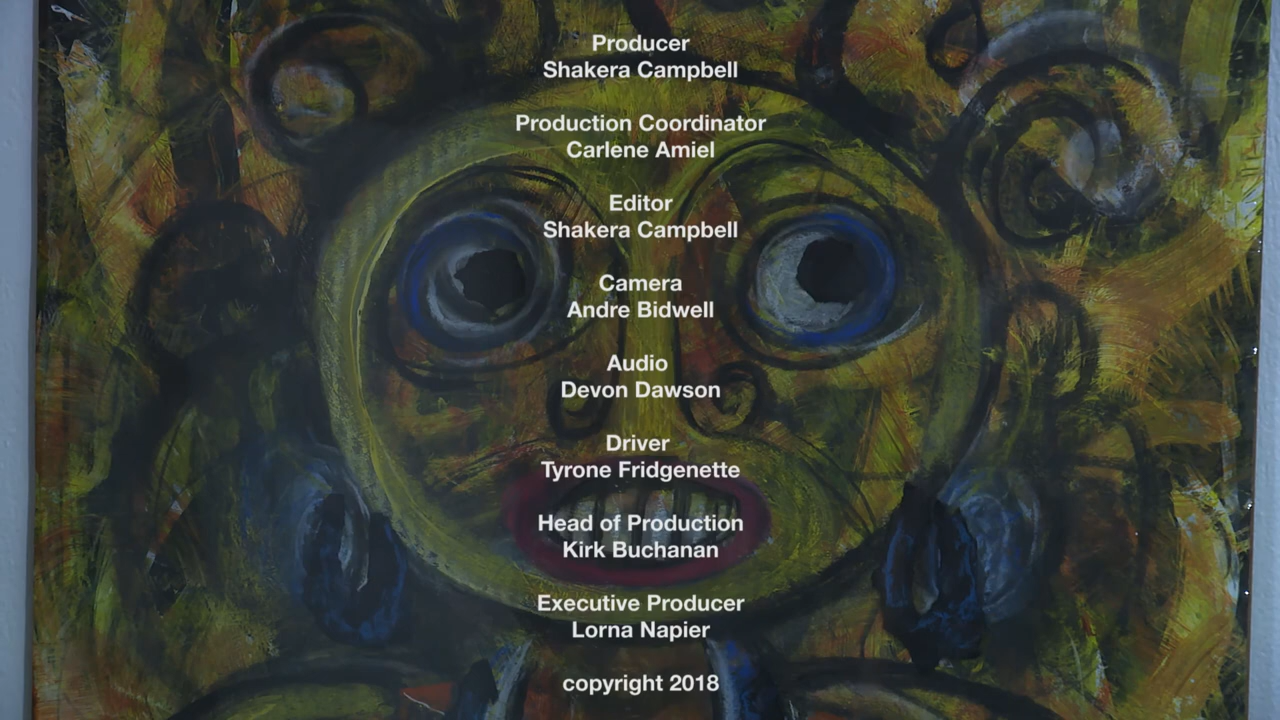 Producer
Shakera Campbell
Production Coordinator
Carlene Amiel
Editor
Shakera Campbell
Camera
Andre Bidwell
Audio
Devon Dawson
Driver
Tyrone Fridgenette
Head of Production
Kirk Buchanan
Executive Producer
Lorna Napier
copyright 2018